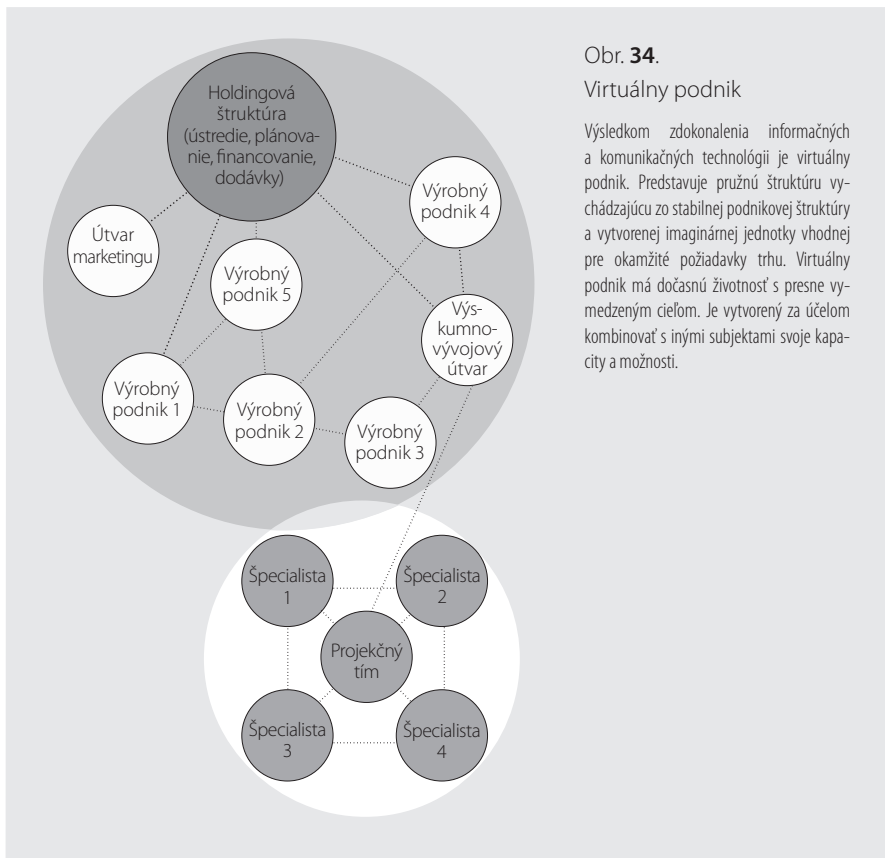 Obr. 34.
Virtuálny podnik
Výsledkom zdokonalenia informačných
a komunikačných technológii je virtuálny
podnik. Predstavuje pružnú štruktúru vy-
chádzajúcu zo stabilnej podnikovej štruktúry
a vytvorenej imaginárnej jednotky vhodnej
pre okamžité požiadavky trhu. Virtuálny
podnik má dočasnú životnosť s presne vy-
medzeným cieľom. Je vytvorený za účelom
kombinovať s inými subjektami svoje kapa-
city a možnosti.
Holdingová
štruktúra
(ústredie, plánova-
nie, financovanie,
dodávky)
Výrobný
podnik 4
Útvar
marketingu
Výrobný
podnik 5
Výs-
kumno-
vývojový
útvar
Výrobný
podnik 1
Výrobný
podnik 2
Výrobný
podnik 3
Špecialista
1
Špecialista
2
Projekčný
tím
Špecialista
3
Špecialista
4